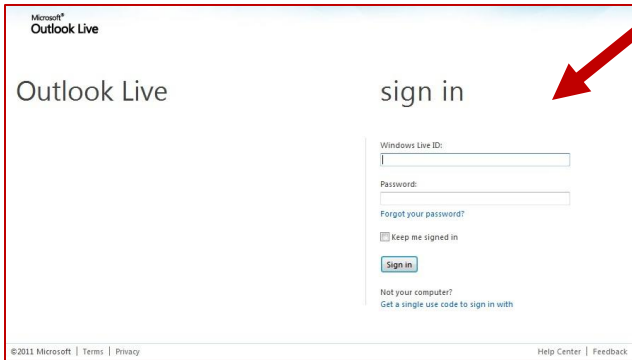 Microsoft®
Outlook Live
Outlook Live
sign in
Windows Live ID:
Password:
Forgot your password?
Keep me signed in
Sign in
Not your computer?
Get a single use code to sign in with
©2011 Microsoft | Terms | Privacy
Help Center | Feedback